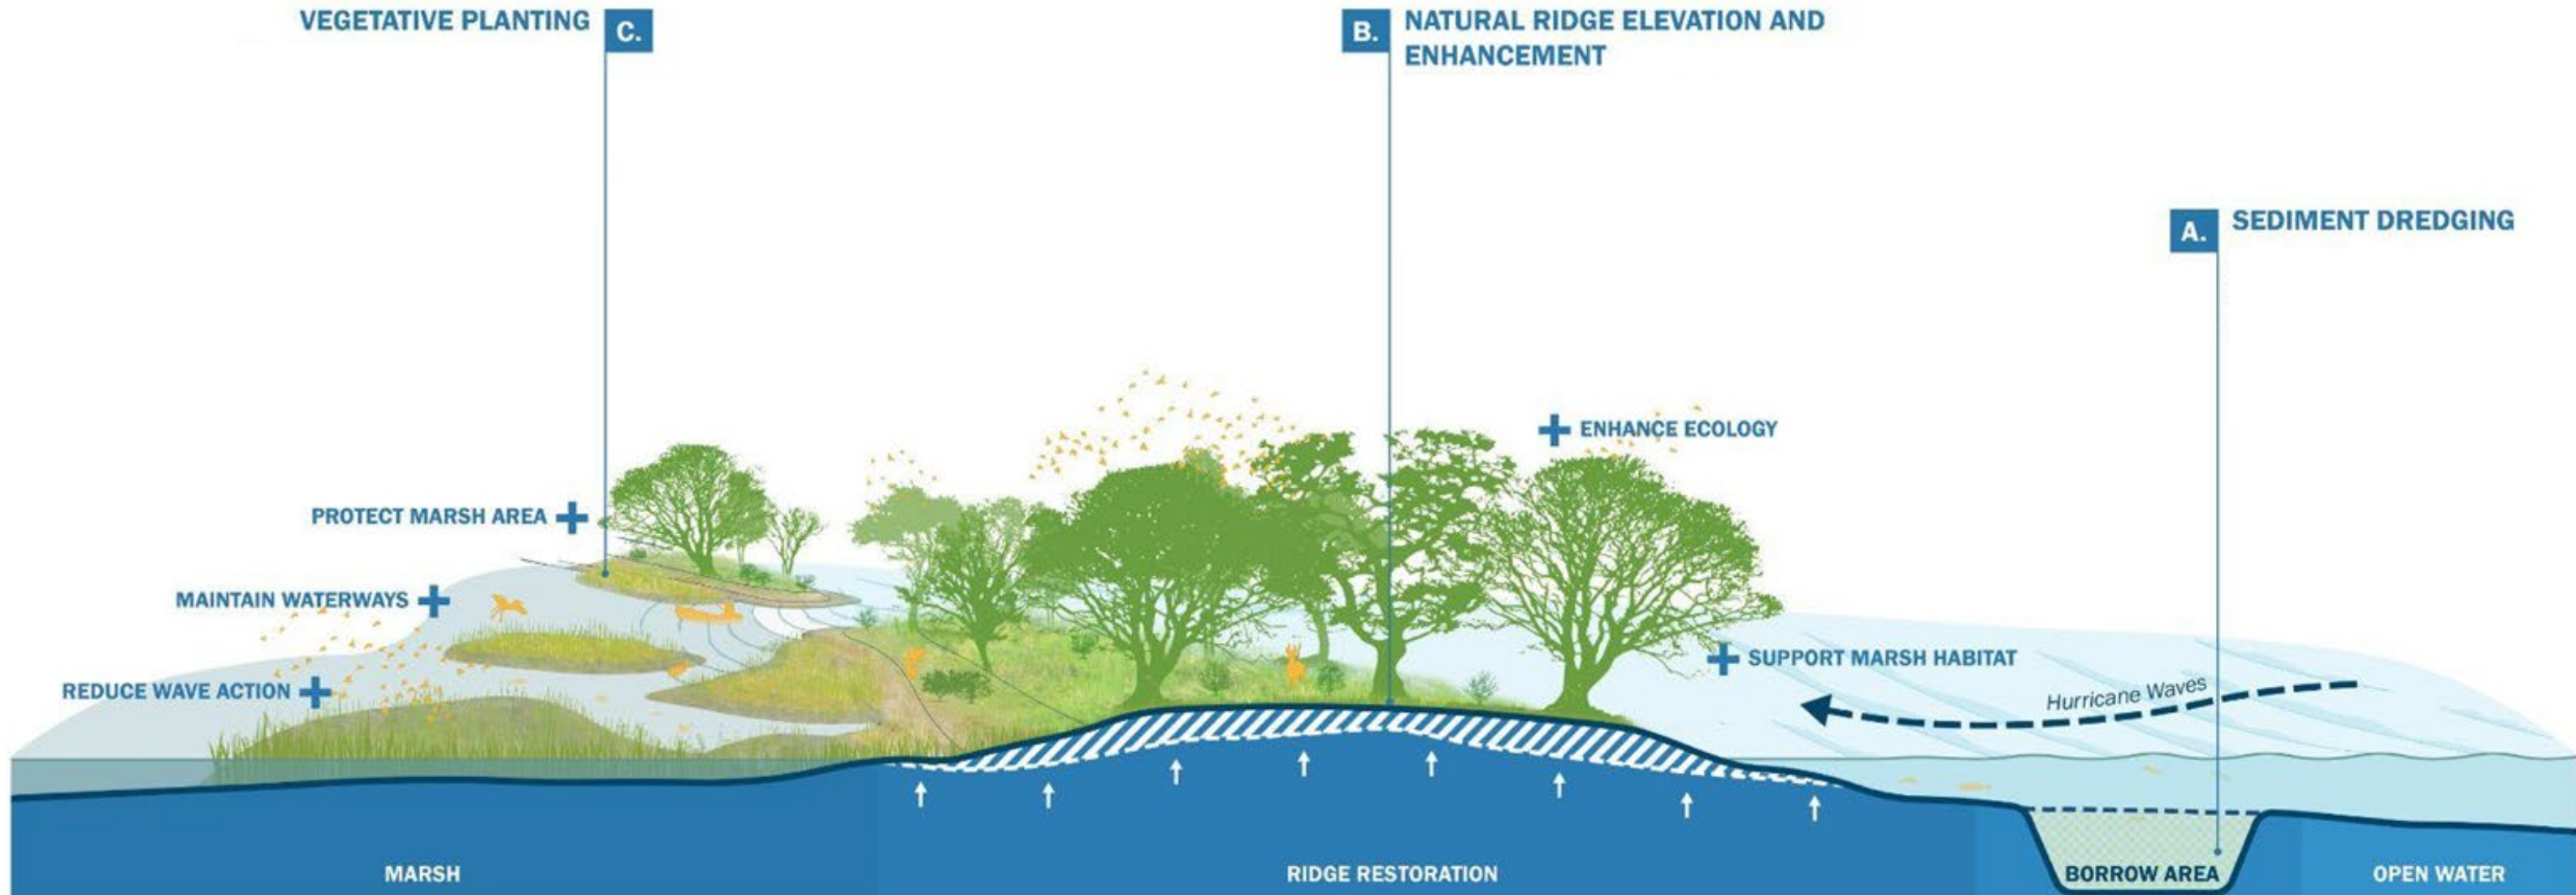 VEGETATIVE PLANTING
C.
B.
NATURAL RIDGE ELEVATION AND
ENHANCEMENT
A.
SEDIMENT DREDGING
ENHANCE ECOLOGY
PROTECT MARSH AREA
MAINTAIN WATERWAYS
SUPPORT MARSH HABITAT
REDUCE WAVE ACTION
Hurricane Waves
MARSH
RIDGE RESTORATION
BORROW AREA
OPEN WATER